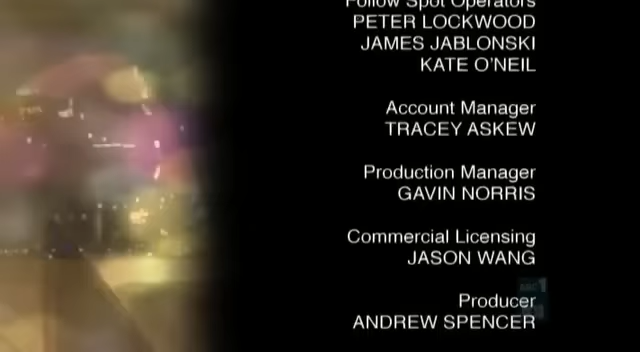 Follow Spot Operators
PETER LOCKWOOD
JAMES JABLONSKI
KATE O'NEIL
Account Manager
TRACEY ASKEW
Production Manager
GAVIN NORRIS
Commercial Licensing
JASON WANG
abc1
Producer
ANDREW SPENCER